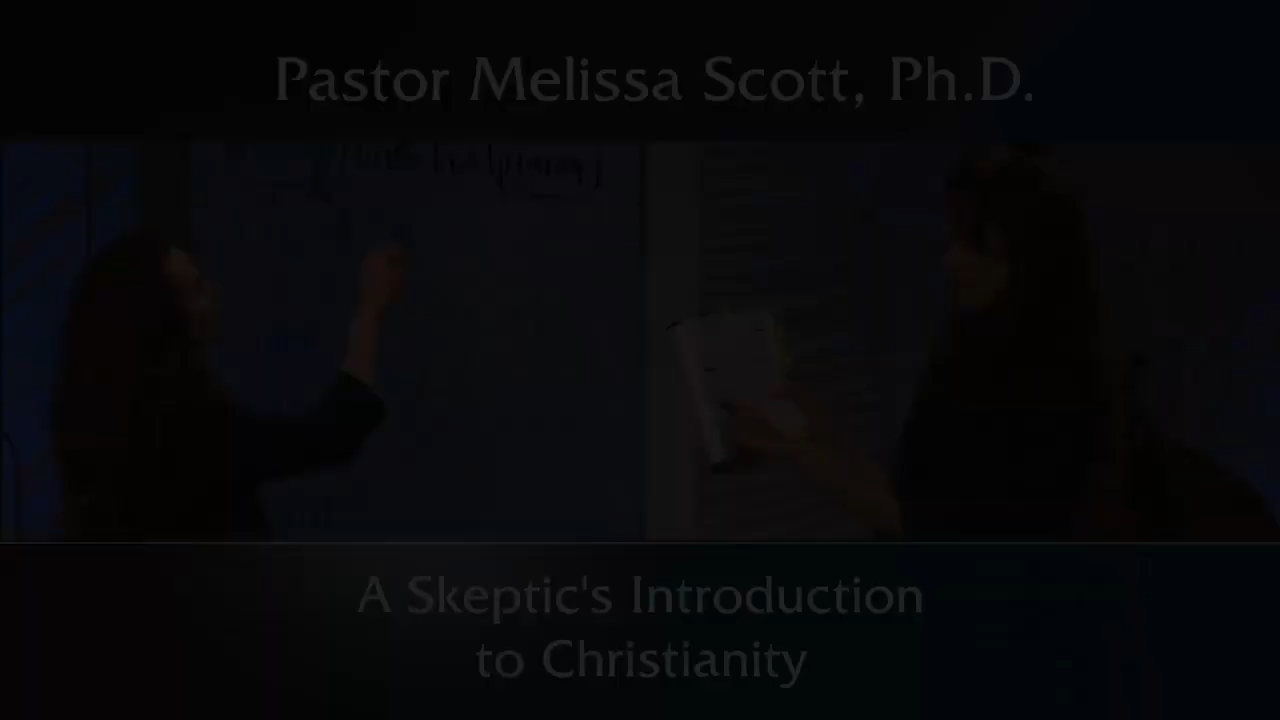 Pastor Melissa Scott, Ph.D.
A Skeptic's Introduction
to Christianity